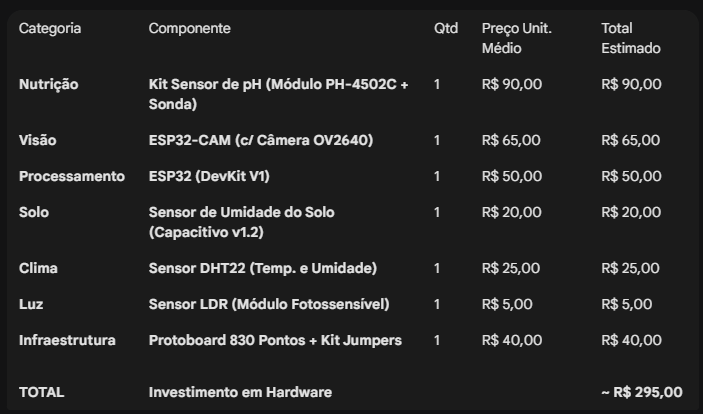 Categoria Componente Qtd Preço Unit. Médio Total Estimado
Nutrição Kit Sensor de pH (Módulo PH-4502C + Sonda) 1 R$ 90,00 R$ 90,00
Visão ESP32-CAM (c/ Câmera OV2640) 1 R$ 65,00 R$ 65,00
Processamento ESP32 (DevKit V1) 1 R$ 50,00 R$ 50,00
Solo Sensor de Umidade do Solo (Capacitivo v1.2) 1 R$ 20,00 R$ 20,00
Clima Sensor DHT22 (Temp. e Umidade) 1 R$ 25,00 R$ 25,00
Luz Sensor LDR (Módulo Fotossensível) 1 R$ 5,00 R$ 5,00
Infraestrutura Protoboard 830 Pontos + Kit Jumpers 1 R$ 40,00 R$ 40,00
TOTAL Investimento em Hardware ~ R$ 295,00